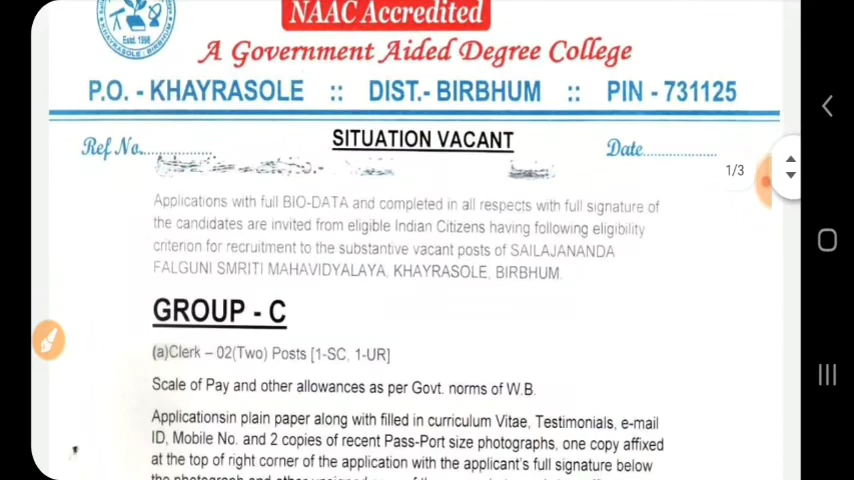 NAAC Accredited
Estd. 1998
KHAYRASOLE : BIRBHUM
A Government Aided Degree College
P.O. - KHAYRASOLE :: DIST.- BIRBHUM :: PIN - 731125
SITUATION VACANT
Ref No................. Date.................
1/3
Applications with full BIO-DATA and completed in all respects with full signature of
the candidates are invited from eligible Indian Citizens having following eligibility
criterion for recruitment to the substantive vacant posts of SAILAJANANDA
FALGUNI SMRITI MAHAVIDYALAYA, KHAYRASOLE, BIRBHUM.
GROUP - C
(a)Clerk – 02(Two) Posts [1-SC, 1-UR]
Scale of Pay and other allowances as per Govt. norms of W.B.
Applicationsin plain paper along with filled in curriculum Vitae, Testimonials, e-mail
ID, Mobile No. and 2 copies of recent Pass-Port size photographs, one copy affixed
at the top of right corner of the application with the applicant's full signature below